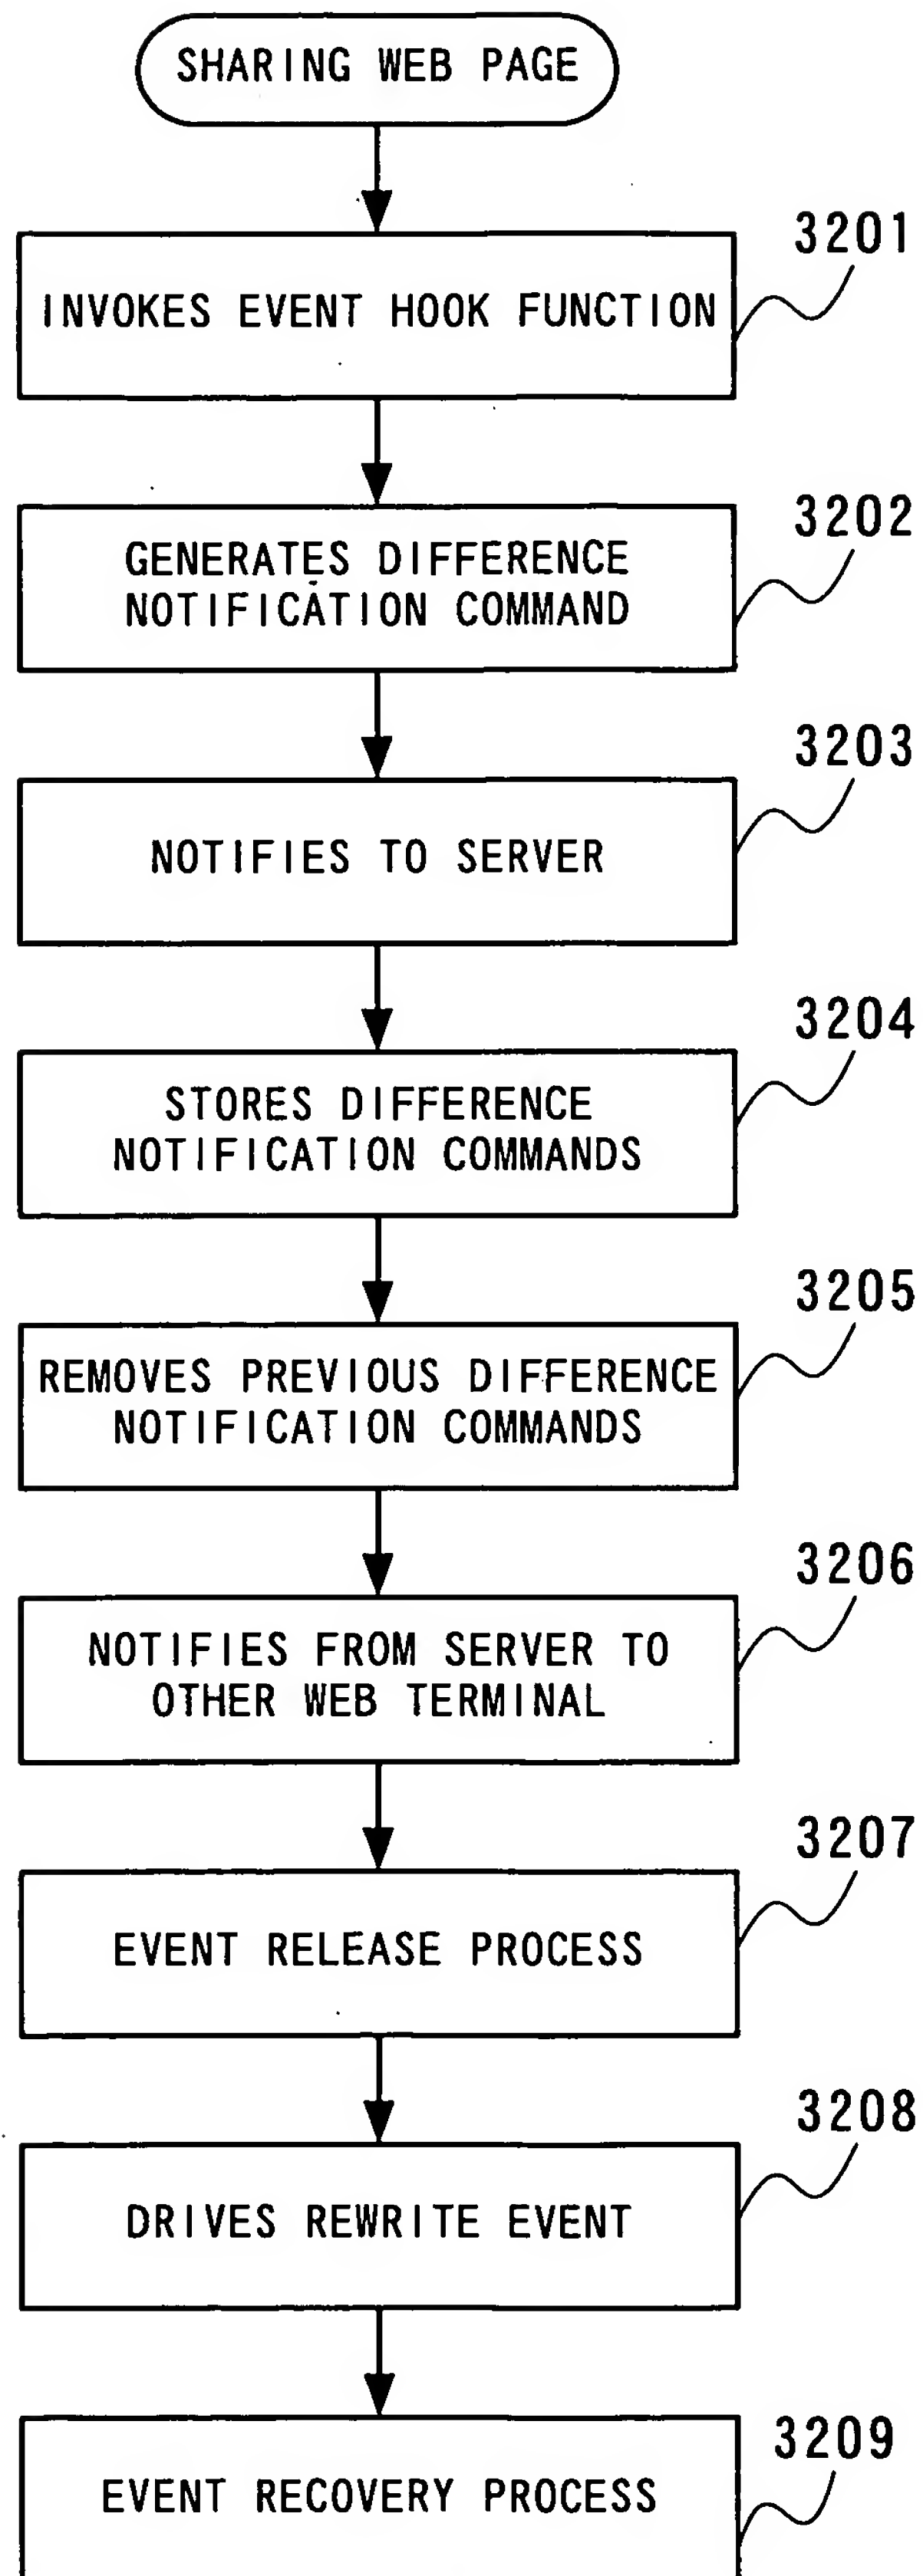 SHARING WEB PAGE
3201
INVOKES EVENT HOOK FUNCTION
3202
GENERATES DIFFERENCE
NOTIFICATION COMMAND
3203
NOTIFIES TO SERVER
3204
STORES DIFFERENCE
NOTIFICATION COMMANDS
3205
REMOVES PREVIOUS DIFFERENCE
NOTIFICATION COMMANDS
3206
NOTIFIES FROM SERVER TO
OTHER WEB TERMINAL
3207
EVENT RELEASE PROCESS
3208
DRIVES REWRITE EVENT
3209
EVENT RECOVERY PROCESS